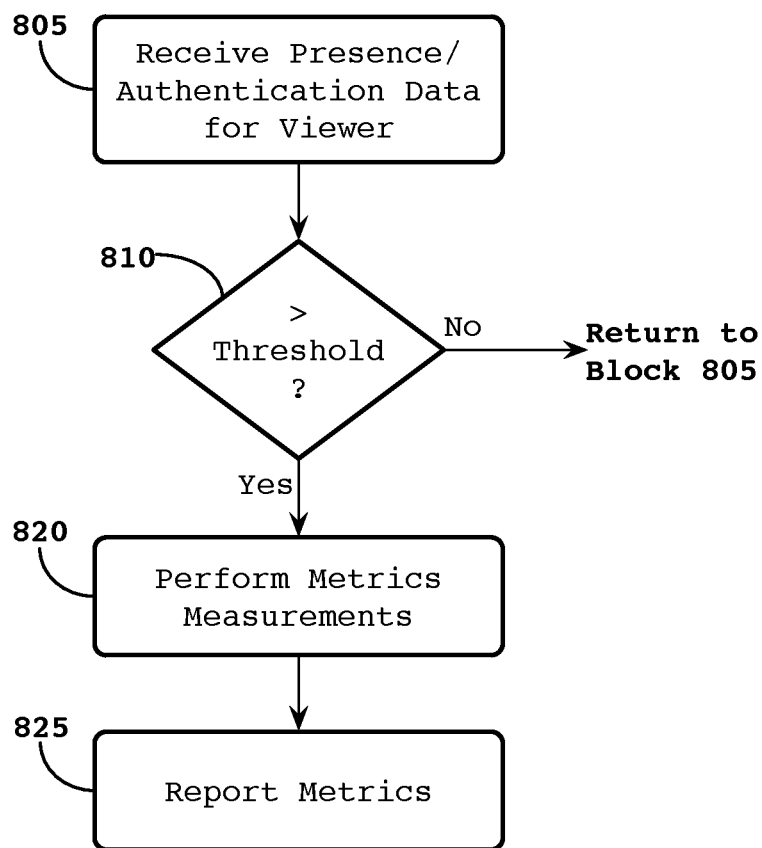 805
Receive Presence/
Authentication Data
for Viewer
810
>
Threshold
?
No
Return to
Block 805
Yes
820
Perform Metrics
Measurements
825
Report Metrics